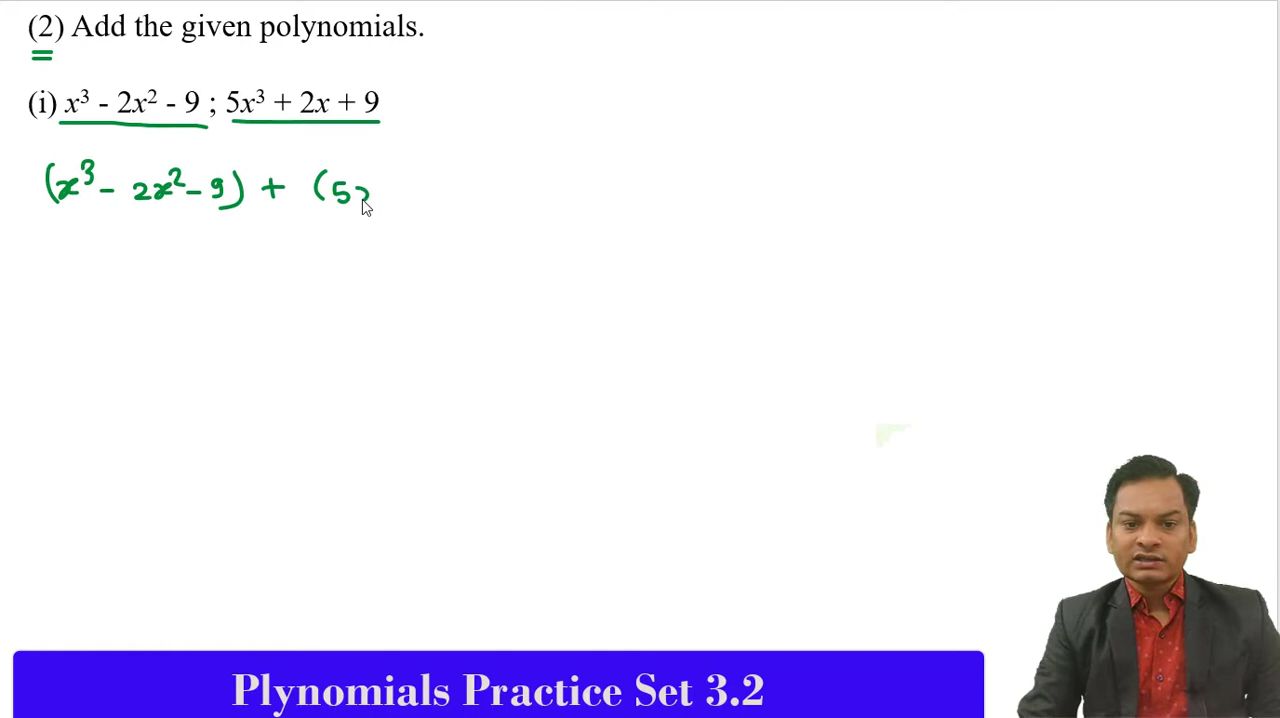 (2) Add the given polynomials.
(i) x³ - 2x² - 9 ; 5x³ + 2x + 9
(x³ - 2x² - 9) + (5x
Plynomials Practice Set 3.2